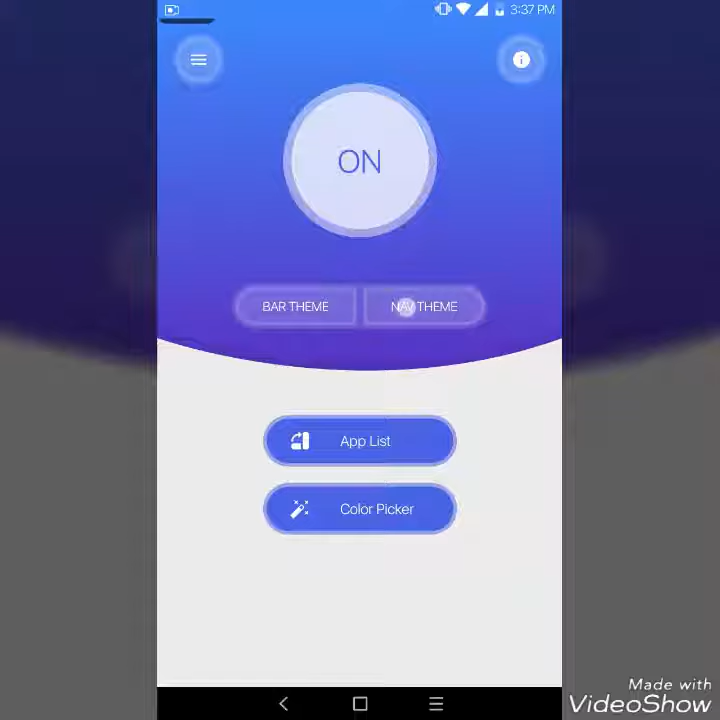 3:37 PM
ON
BAR THEME
NAV THEME
App List
Color Picker
Made with
VideoShow